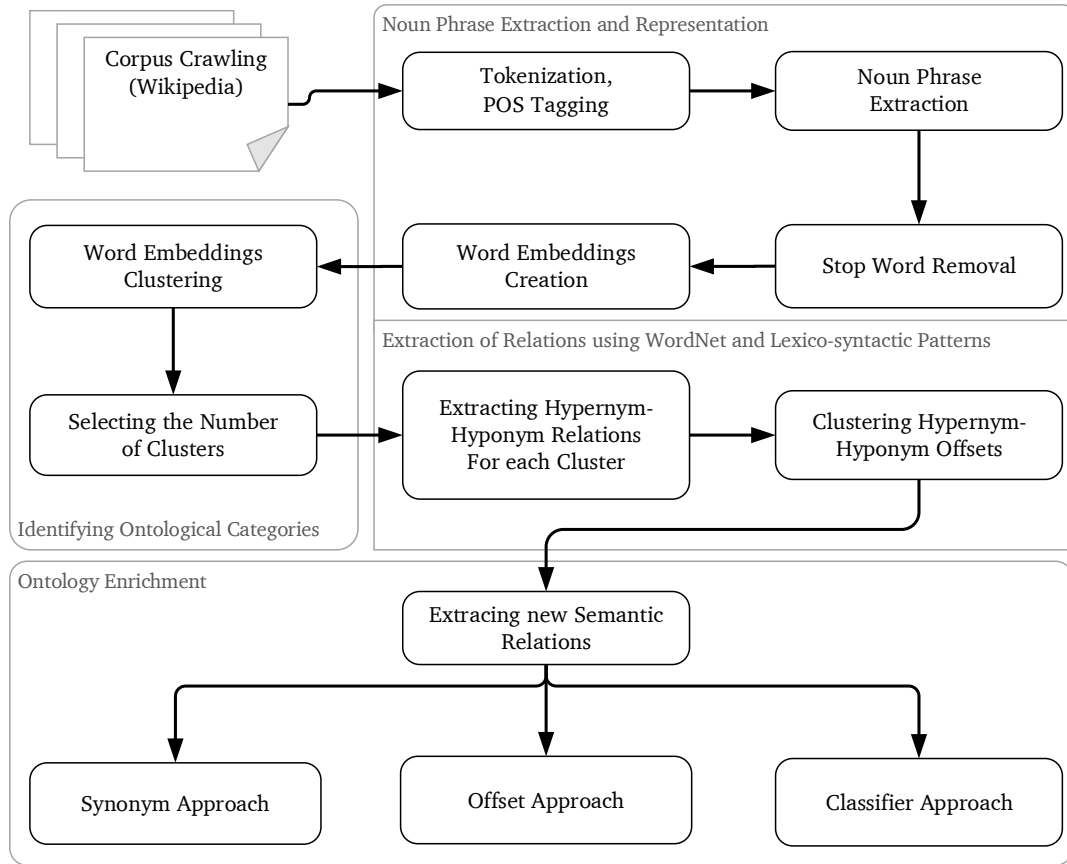 Corpus Crawling
(Wikipedia)
Noun Phrase Extraction and Representation
Tokenization,
POS Tagging
Noun Phrase
Extraction
Stop Word Removal
Word Embeddings
Creation
Word Embeddings
Clustering
Selecting the Number
of Clusters
Identifying Ontological Categories
Extraction of Relations using WordNet and Lexico-syntactic Patterns
Extracting Hypernym-
Hyponym Relations
For each Cluster
Clustering Hypernym-
Hyponym Offsets
Ontology Enrichment
Extracing new Semantic
Relations
Synonym Approach
Offset Approach
Classifier Approach